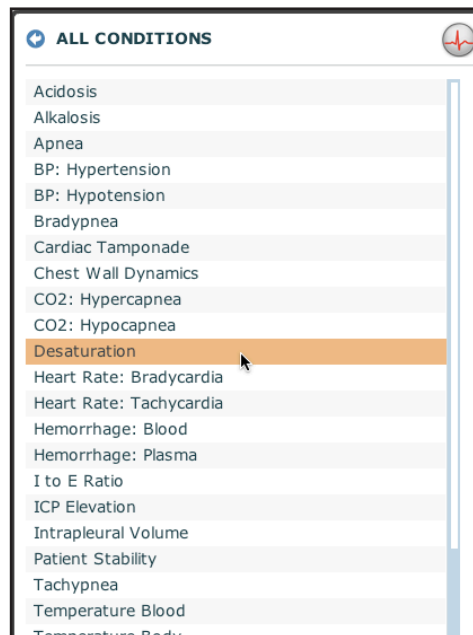 ALL CONDITIONS
Acidosis
Alkalosis
Apnea
BP: Hypertension
BP: Hypotension
Bradypnea
Cardiac Tamponade
Chest Wall Dynamics
CO2: Hypercapnea
CO2: Hypocapnea
Desaturation
Heart Rate: Bradycardia
Heart Rate: Tachycardia
Hemorrhage: Blood
Hemorrhage: Plasma
I to E Ratio
ICP Elevation
Intrapleural Volume
Patient Stability
Tachypnea
Temperature Blood
Temperature Body